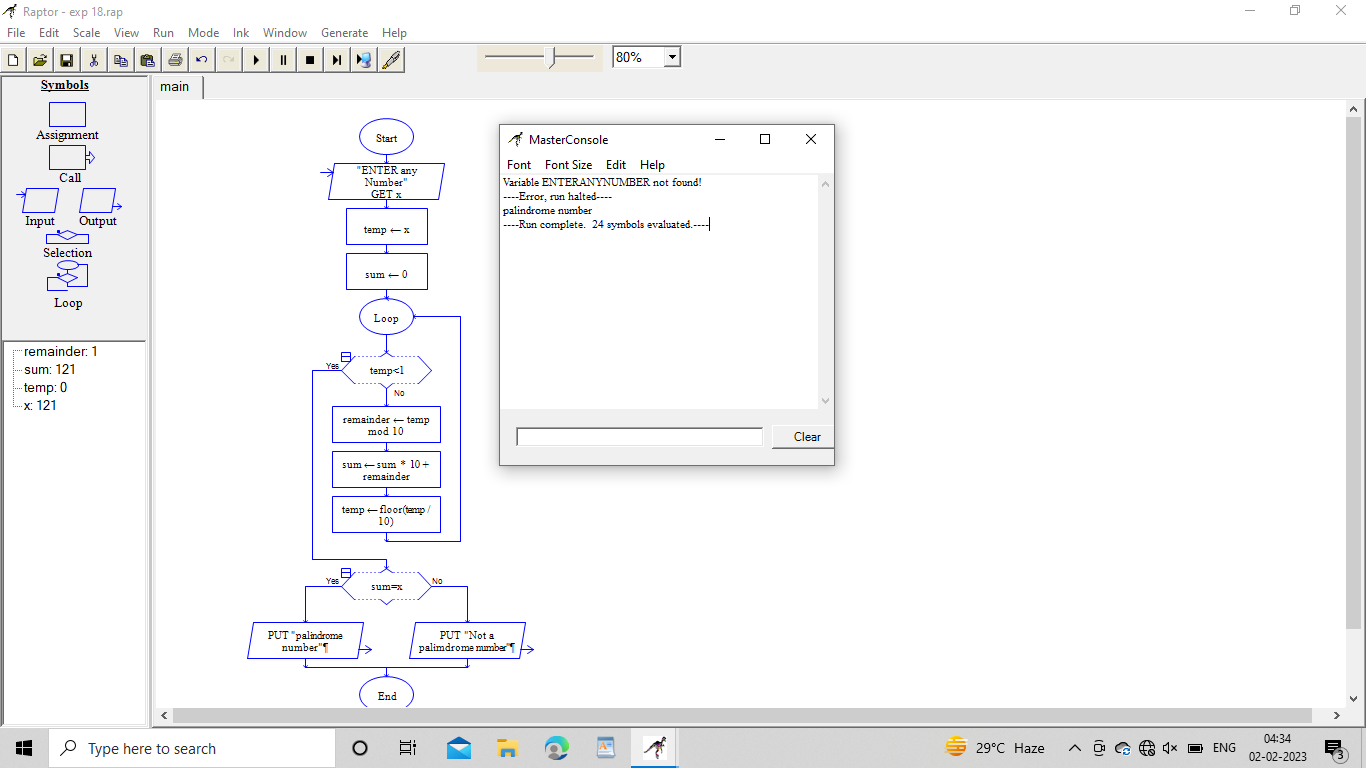 Raptor - exp 18.rap
File Edit Scale View Run Mode Ink Window Generate Help
80%
Symbols
Assignment
Call
Input Output
Selection
Loop
remainder: 1
sum: 121
temp: 0
x: 121
main
Start
"ENTER any
Number"
GET x
temp ← x
sum ← 0
Loop
temp<1
Yes
No
remainder ← temp
mod 10
sum ← sum * 10 +
remainder
temp ← floor(temp /
10)
sum=x
Yes
No
PUT "palindrome
number"¶
PUT "Not a
palimdrome number"¶
End
MasterConsole
Font Font Size Edit Help
Variable ENTERANYNUMBER not found!
----Error, run halted----
palindrome number
----Run complete. 24 symbols evaluated.----
Clear
Type here to search
29°C Haze
ENG
04:34
02-02-2023
3